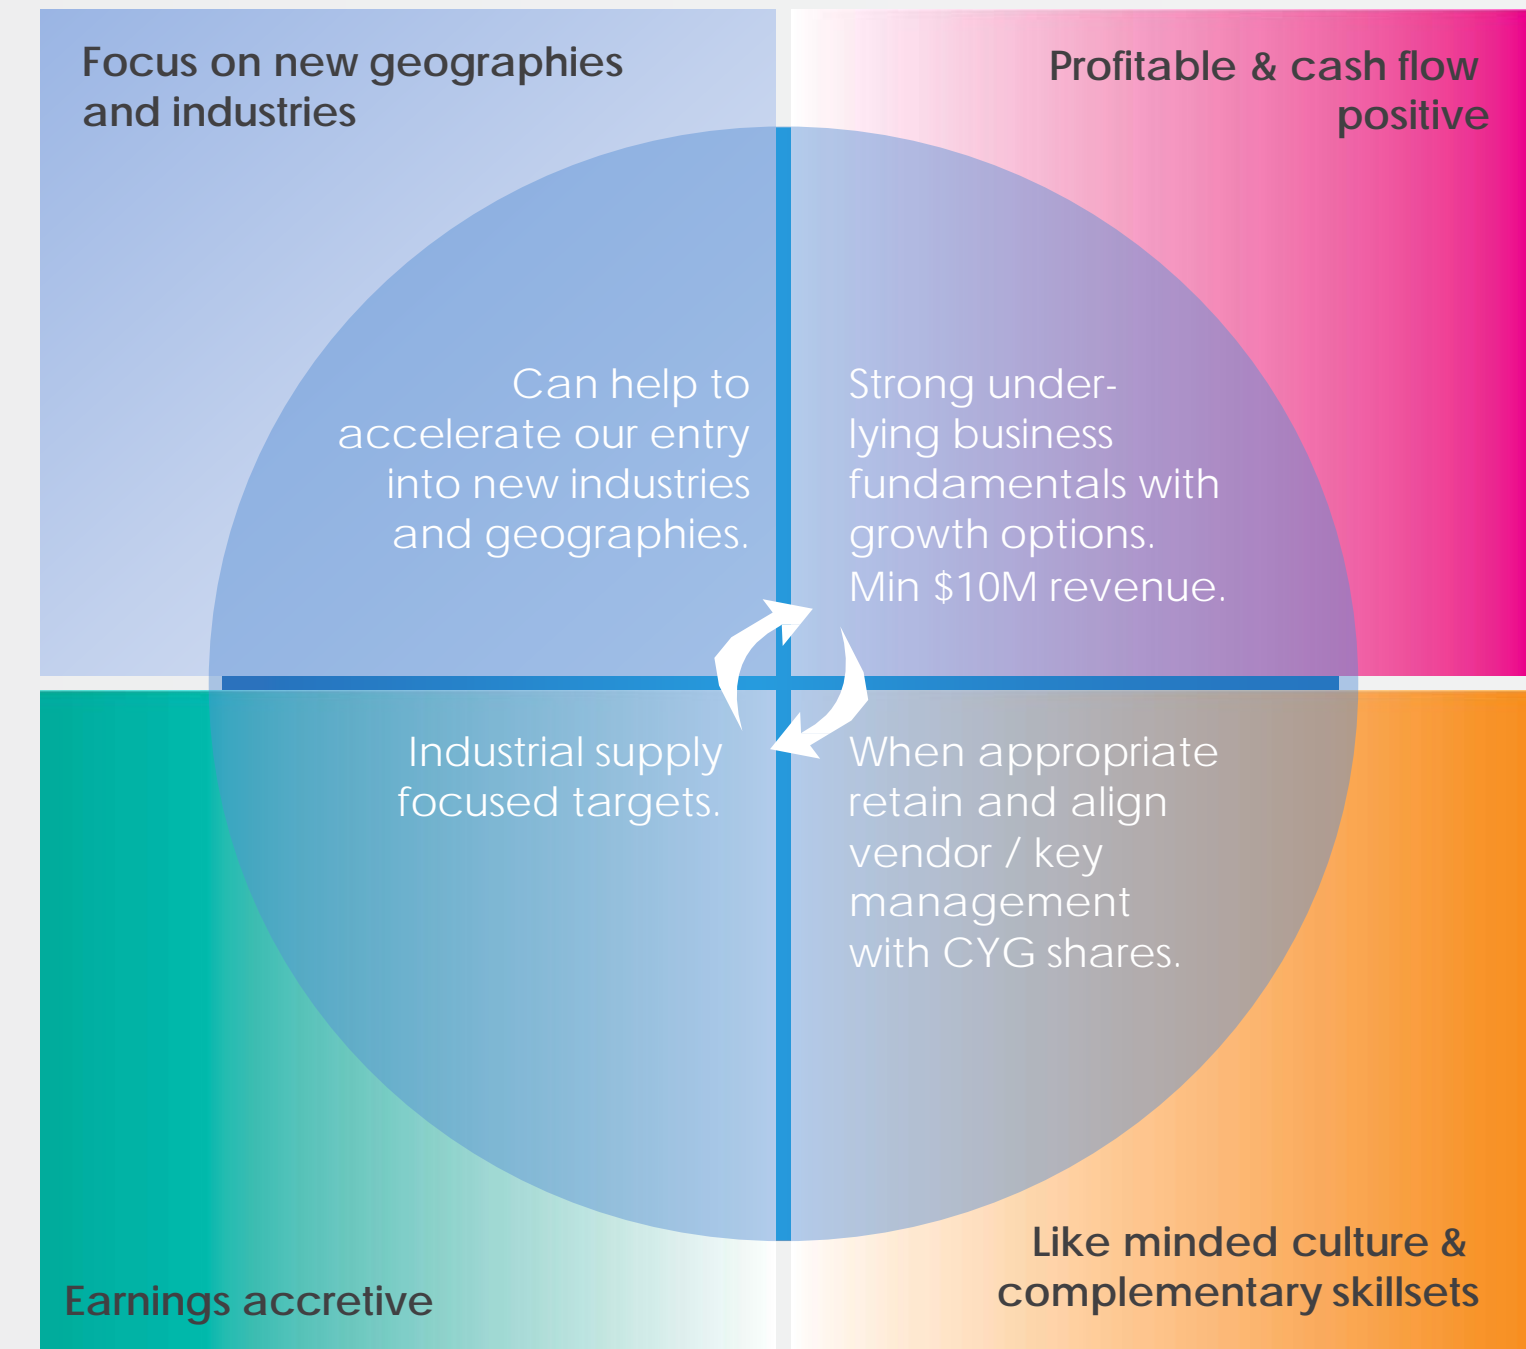 Focus on new geographies
and industries
Can help to
accelerate our entry
into new industries
and geographies.
Profitable & cash flow
positive
Strong under-
lying business
fundamentals with
growth options.
Min $10M revenue.
Industrial supply
focused targets.
Earnings accretive
When appropriate
retain and align
vendor / key
management
with CYG shares.
Like minded culture &
complementary skillsets